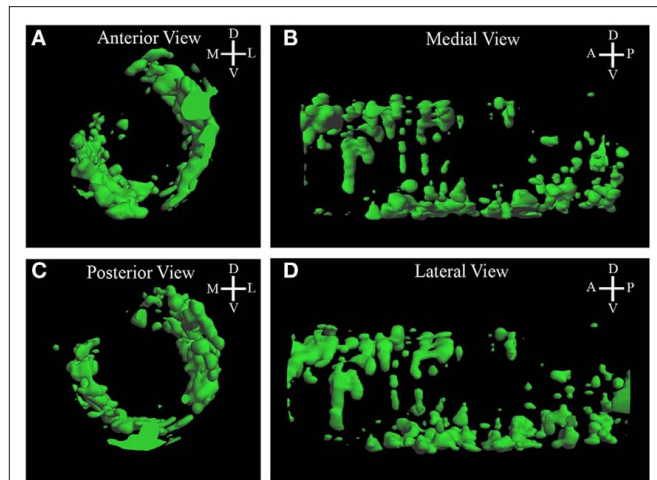 A
Anterior View
D
M L
V
B
Medial View
D
A P
V
C
Posterior View
D
M L
V
D
Lateral View
D
A P
V